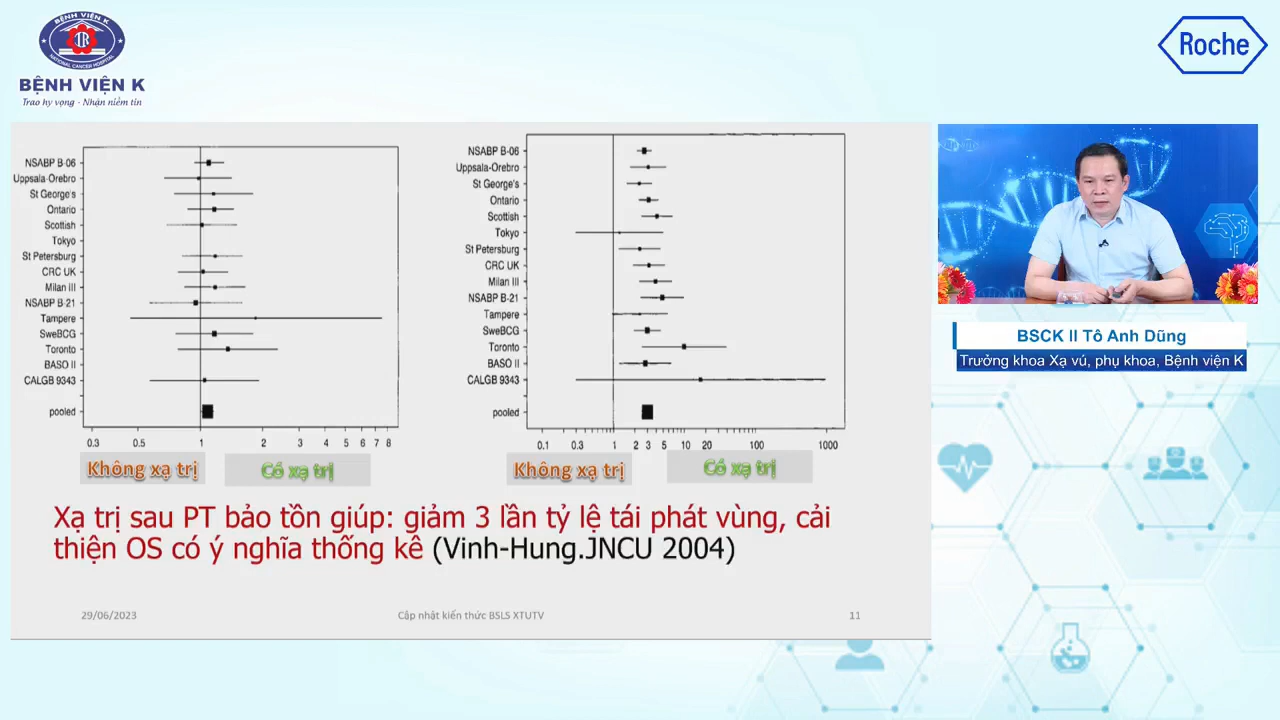 BỆNH VIỆN K
NATIONAL CANCER HOSPITAL
BỆNH VIỆN K
Trao hy vọng - Nhận niềm tin
Roche
NSABP B-06
Uppsala-Orebro
St George's
Ontario
Scottish
Tokyo
St Petersburg
CRC UK
Milan III
NSABP B-21
Tampere
SweBCG
Toronto
BASO II
CALGB 9343
pooled
0.3 0.5 1 2 3 4 5 6 7 8
Không xạ trị
Có xạ trị
NSABP B-06
Uppsala-Orebro
St George's
Ontario
Scottish
Tokyo
St Petersburg
CRC UK
Milan III
NSABP B-21
Tampere
SweBCG
Toronto
BASO II
CALGB 9343
pooled
0.1 0.3 1 2 3 5 10 20 100 1000
Không xạ trị
Có xạ trị
Xạ trị sau PT bảo tồn giúp: giảm 3 lần tỷ lệ tái phát vùng, cải
thiện OS có ý nghĩa thống kê (Vinh-Hung.JNCU 2004)
29/06/2023
Cập nhật kiến thức BSLS XTUTV
11
BSCK II Tô Anh Dũng
Trưởng khoa Xạ vú, phụ khoa, Bệnh viện K